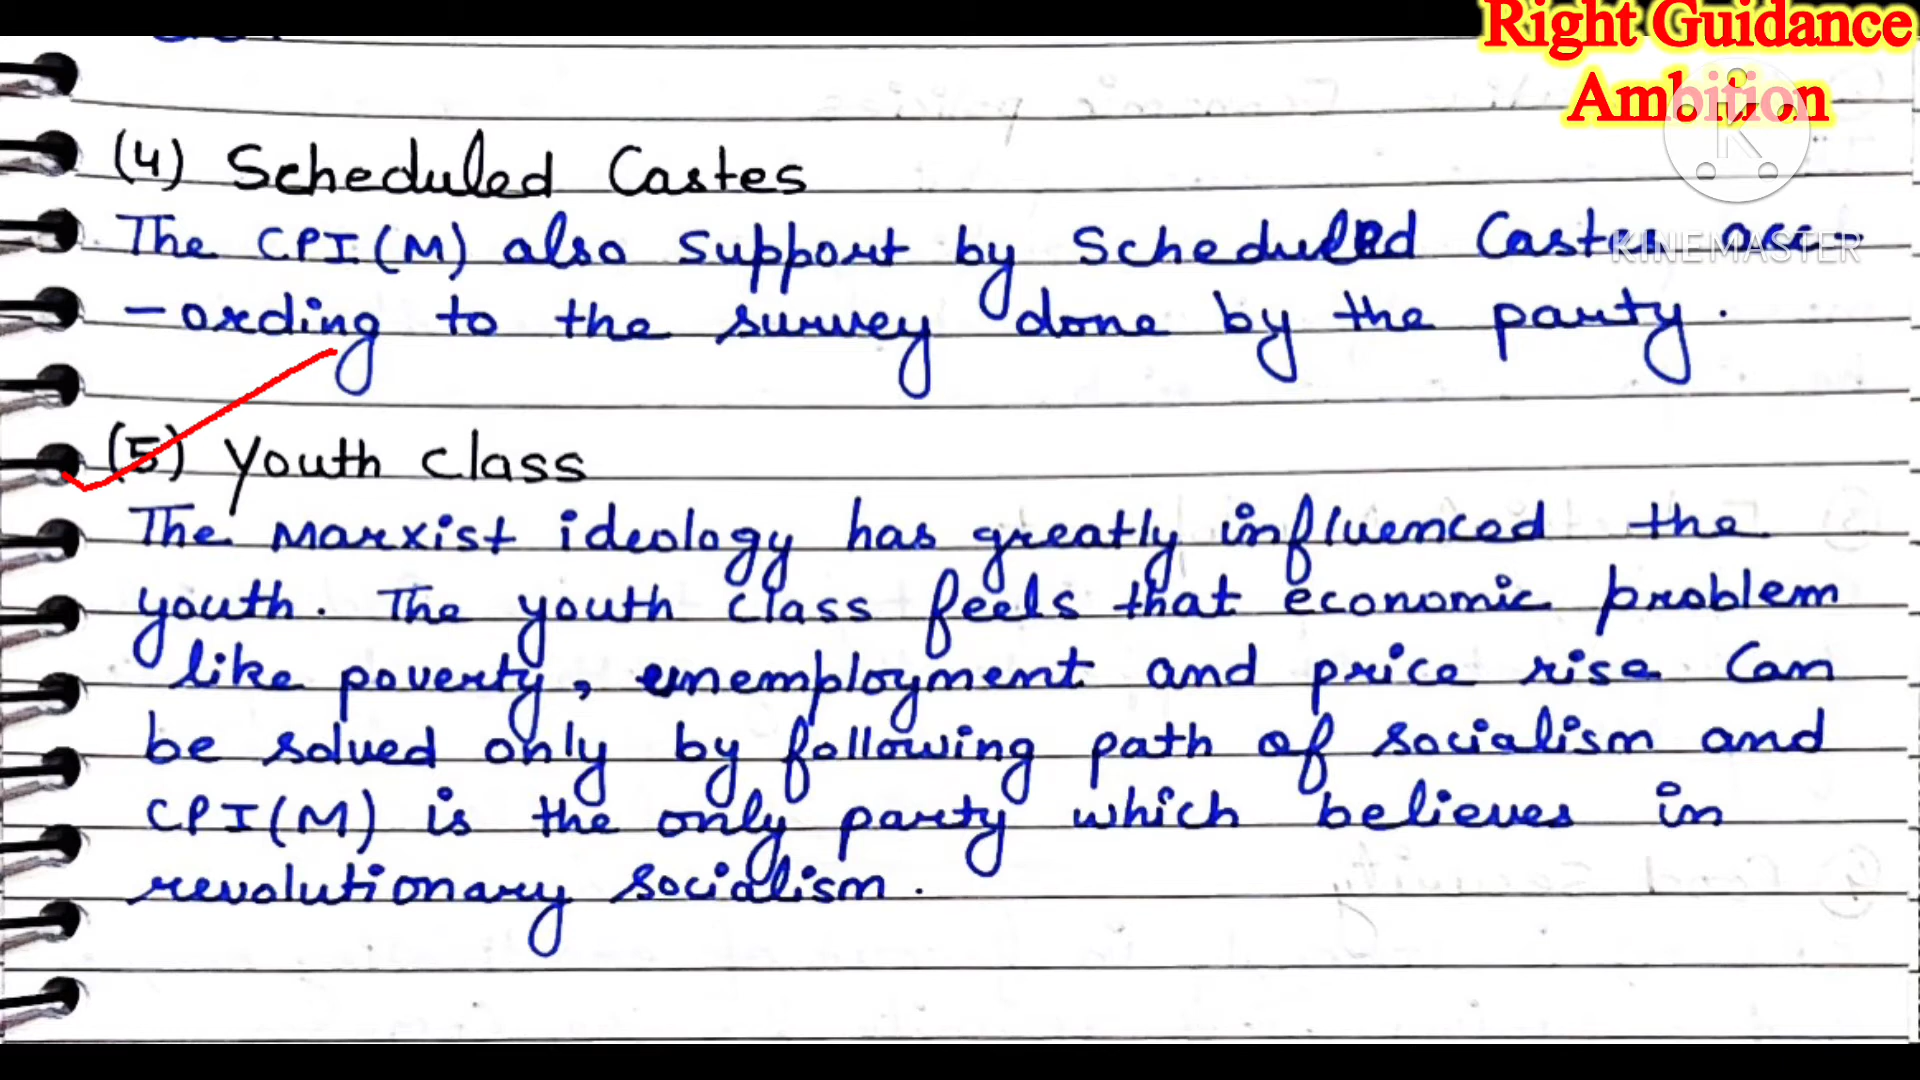 Right Guidance
Ambition
K
KINEMASTER
(4) Scheduled Castes
The CPI(M) also support by Scheduled Castes acc-
-ording to the survey done by the party.
(5) Youth class
The Marxist ideology has greatly influenced the
youth. The youth class feels that economic problem
like poverty, unemployment and price rise can
be solved only by following path of socialism and
CPI(M) is the only party which believes in
revolutionary socialism.